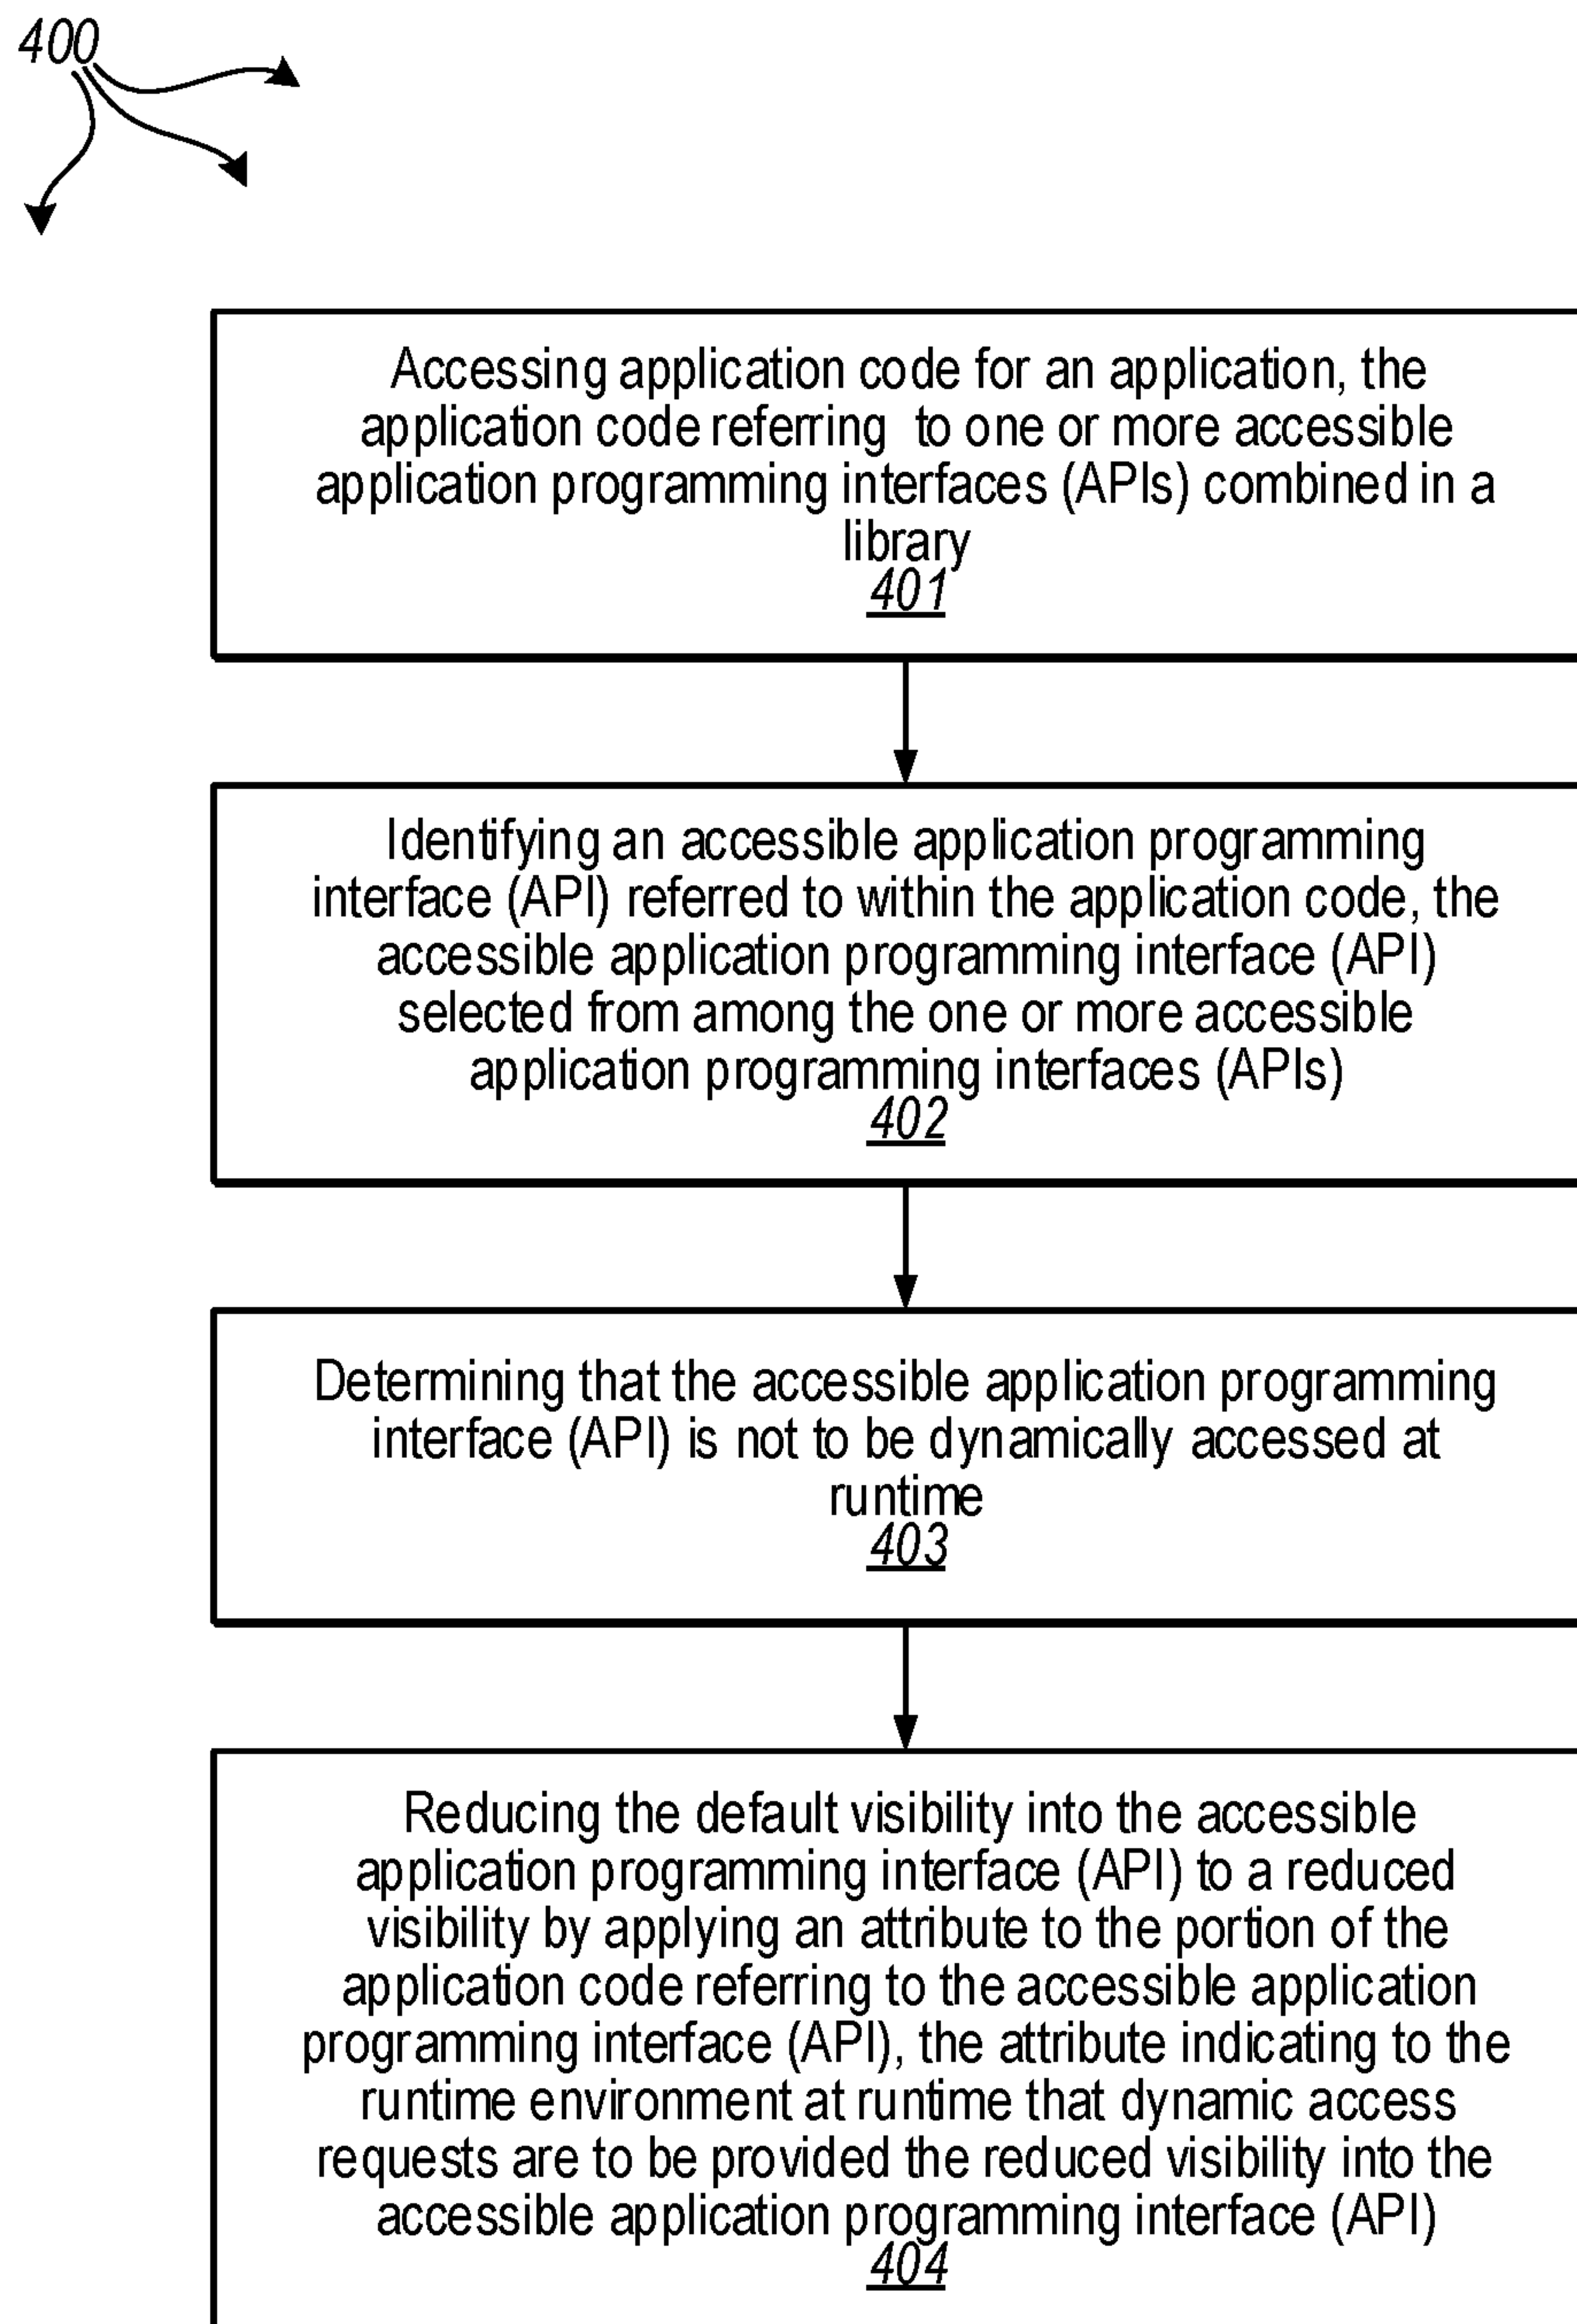 400
Accessing application code for an application, the
application code referring to one or more accessible
application programming interfaces (APIs) combined in a
library
401
Identifying an accessible application programming
interface (API) referred to within the application code, the
accessible application programming interface (API)
selected from among the one or more accessible
application programming interfaces (APIs)
402
Determining that the accessible application programming
interface (API) is not to be dynamically accessed at
runtime
403
Reducing the default visibility into the accessible
application programming interface (API) to a reduced
visibility by applying an attribute to the portion of the
application code referring to the accessible application
programming interface (API), the attribute indicating to the
runtime environment at runtime that dynamic access
requests are to be provided the reduced visibility into the
accessible application programming interface (API)
404